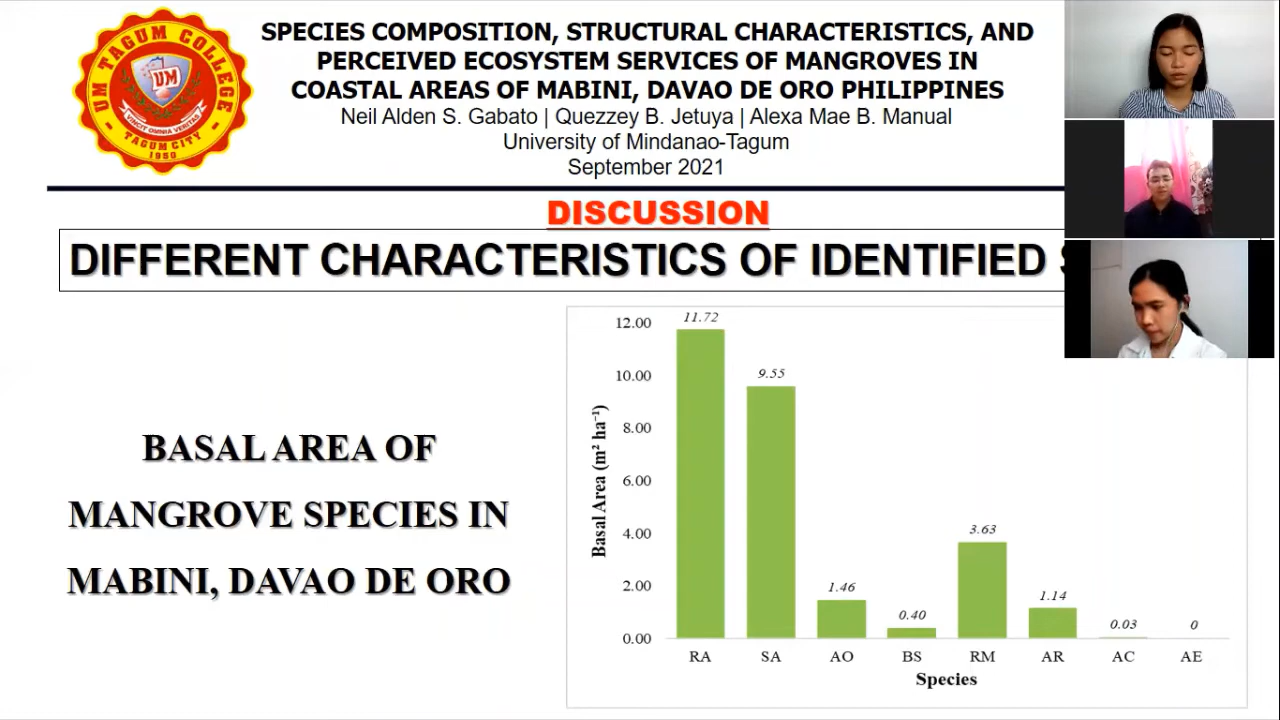 UM TAGUM COLLEGE
UM
VINCIT OMNIA VERITAS
TAGUM CITY
1950
SPECIES COMPOSITION, STRUCTURAL CHARACTERISTICS, AND
PERCEIVED ECOSYSTEM SERVICES OF MANGROVES IN
COASTAL AREAS OF MABINI, DAVAO DE ORO PHILIPPINES
Neil Alden S. Gabato | Quezzey B. Jetuya | Alexa Mae B. Manual
University of Mindanao-Tagum
September 2021
DISCUSSION
DIFFERENT CHARACTERISTICS OF IDENTIFIED
BASAL AREA OF
MANGROVE SPECIES IN
MABINI, DAVAO DE ORO
Basal Area (m² ha⁻¹)
12.00
10.00
8.00
6.00
4.00
2.00
0.00
11.72
9.55
1.46
0.40
3.63
1.14
0.03
0
RA SA AO BS RM AR AC AE
Species